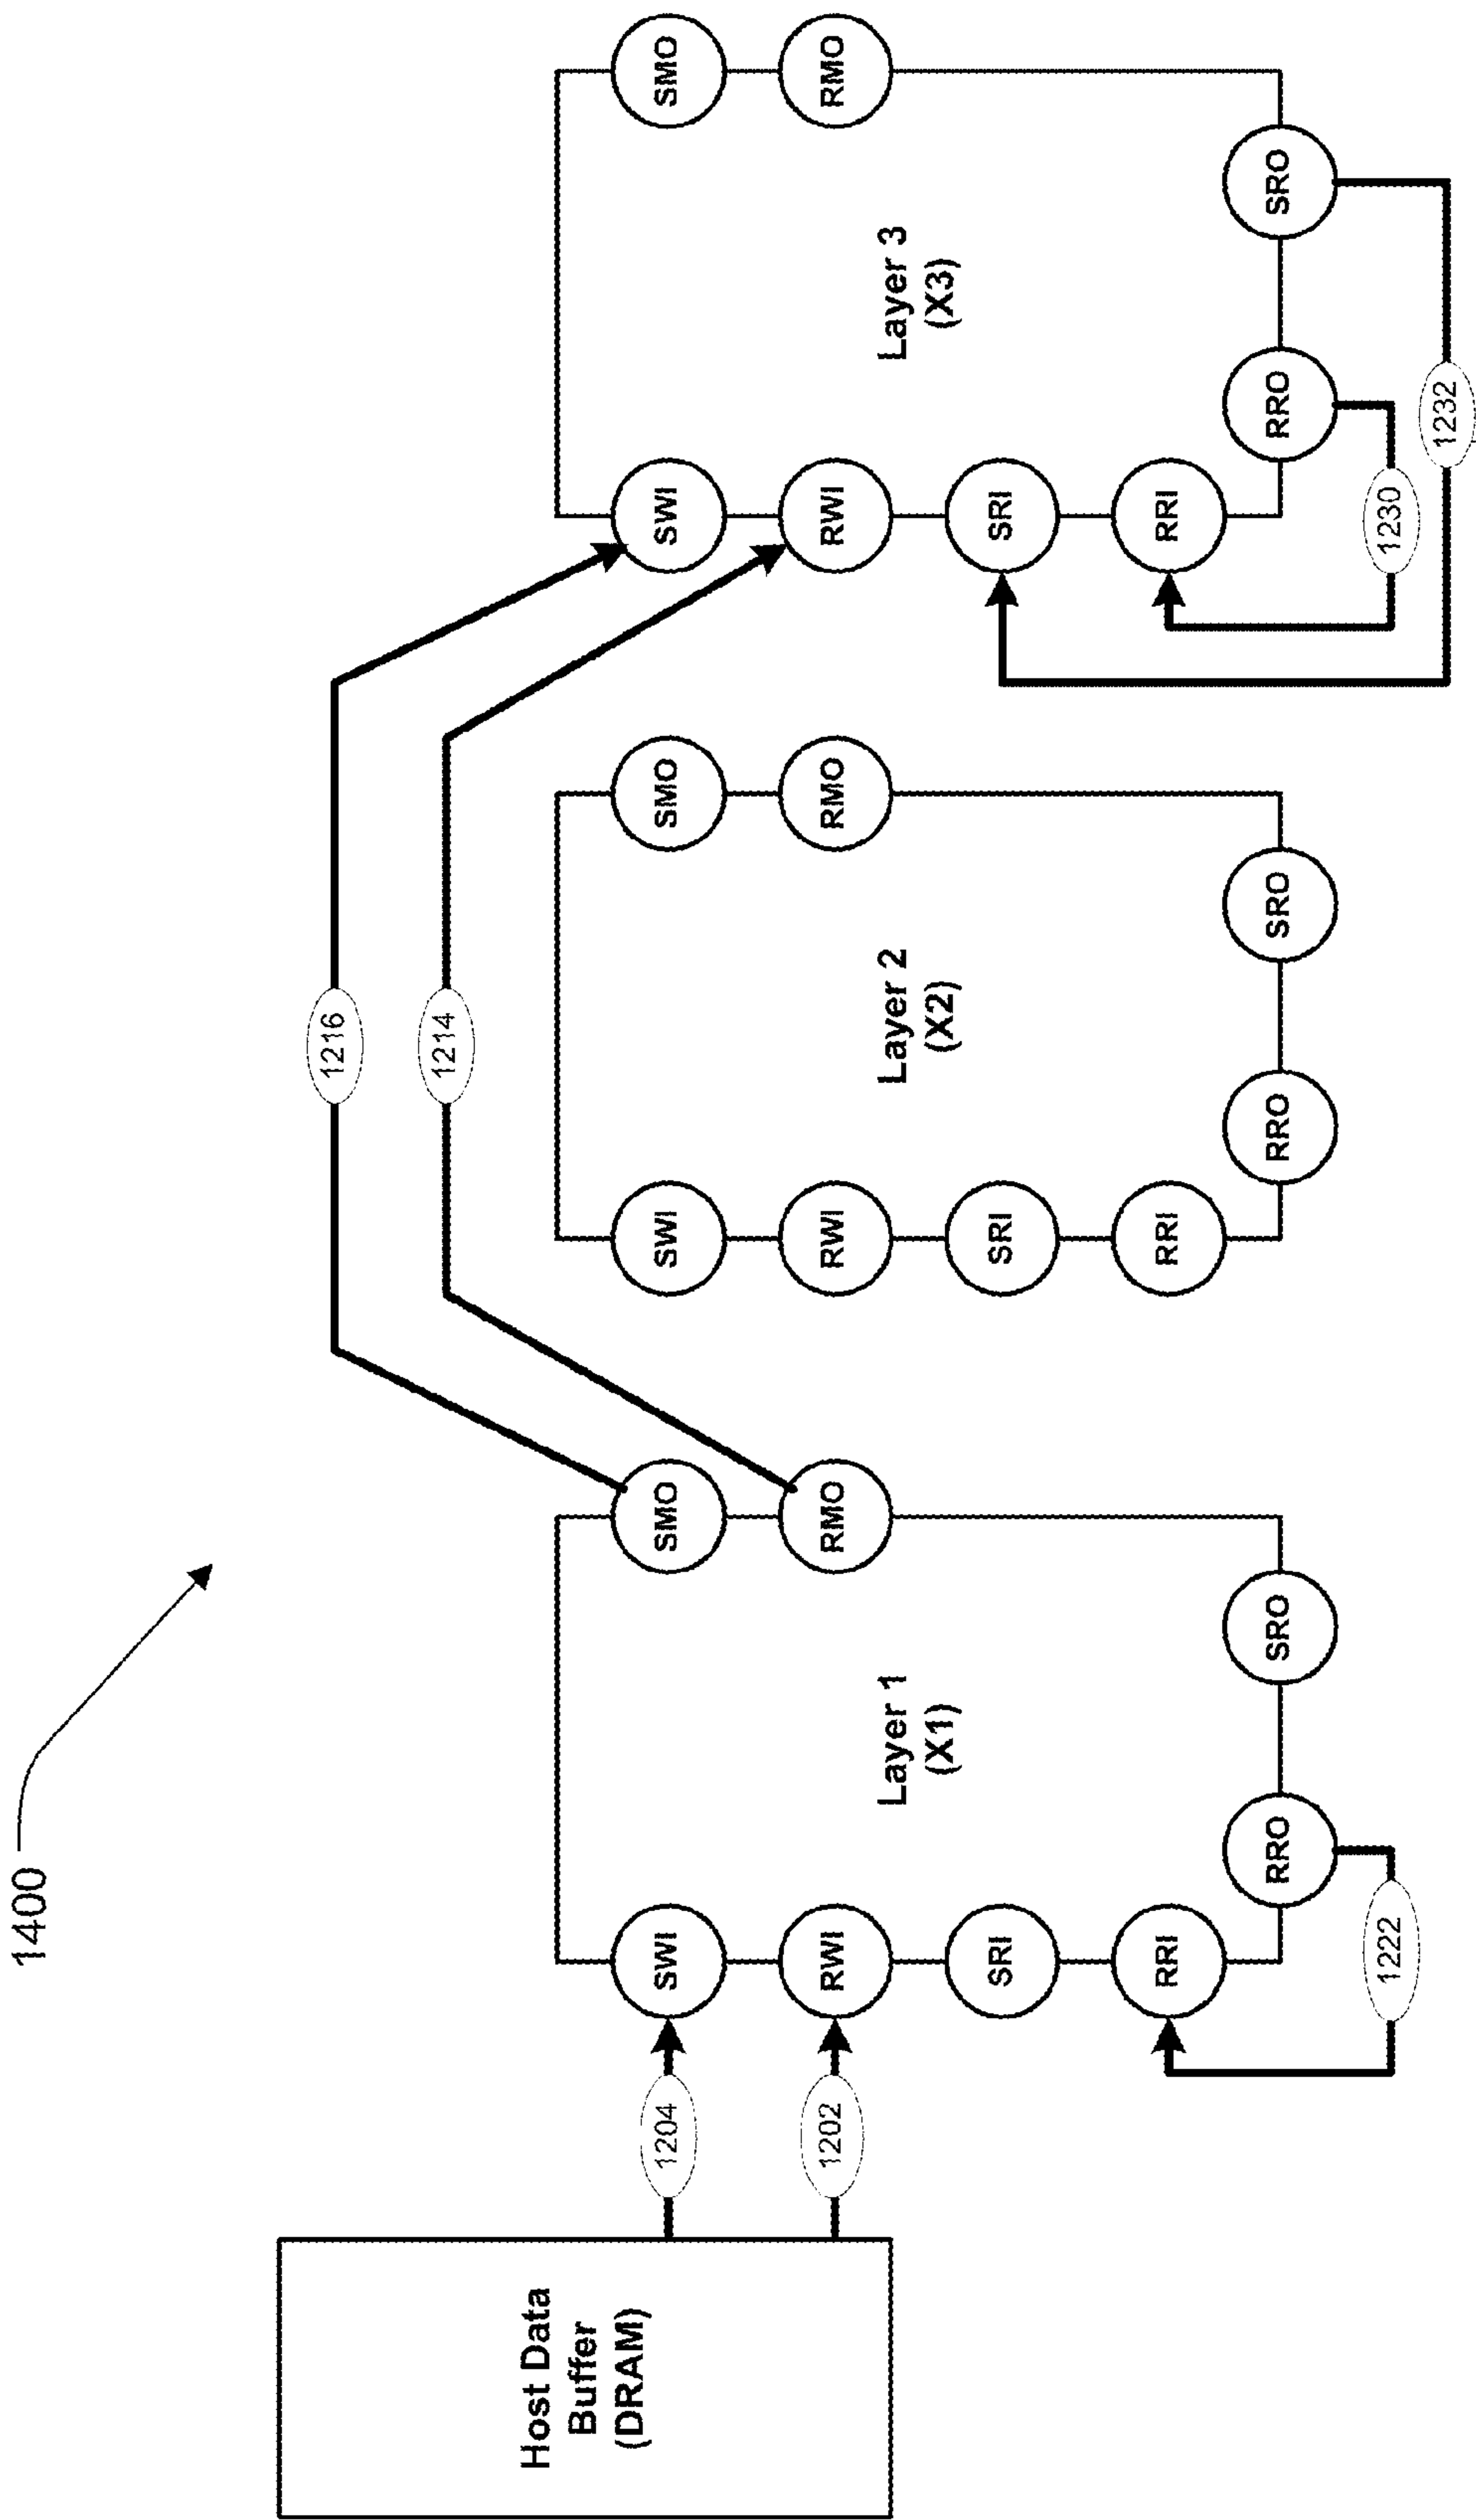 1400
Host Data
Buffer
(DRAM)
1204
1202
1216
1214
SWI
RWI
SRI
RRI
SMO
RMO
Layer 1
(X1)
RRO
SRO
1222
SWI
RWI
SRI
RRI
SMO
RMO
Layer 2
(X2)
RRO
SRO
SWI
RWI
SRI
RRI
SMO
RMO
Layer 3
(X3)
RRO
SRO
1230
1232